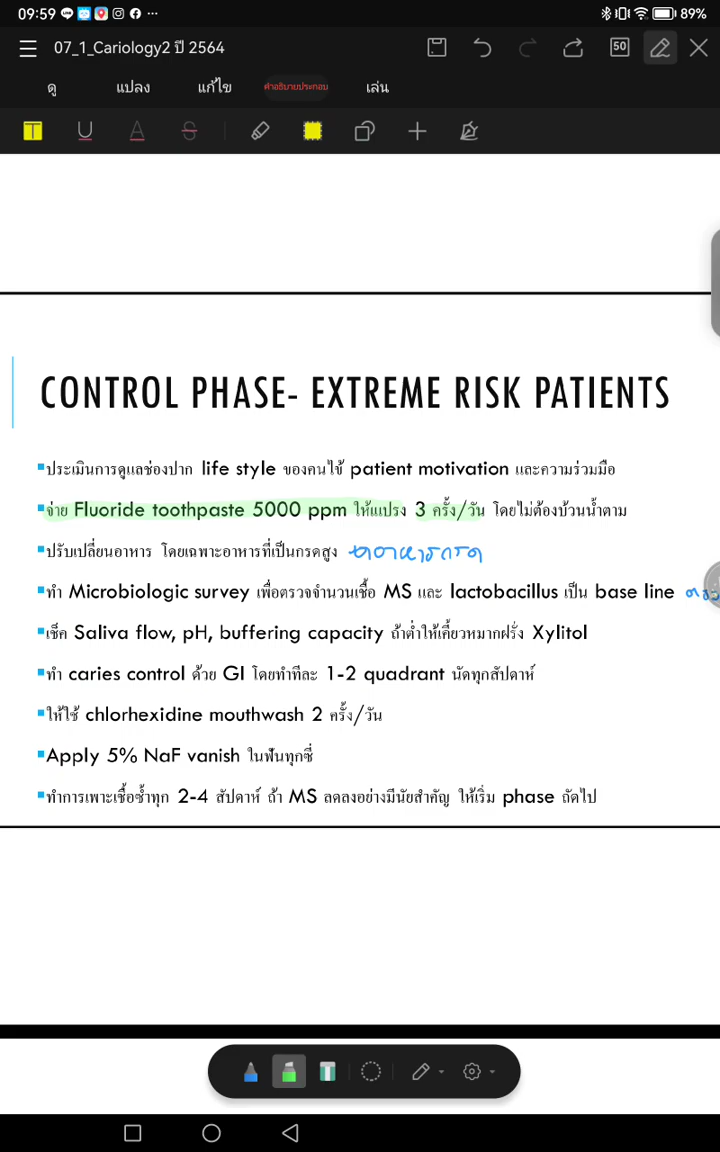 09:59 89%
07_1_Cariology2 ปี 2564 50
ดู แปลง แก้ไข คำอธิบายประกอบ เล่น
T U A S
CONTROL PHASE- EXTREME RISK PATIENTS
ประเมินการดูแลช่องปาก life style ของคนไข้ patient motivation และความร่วมมือ
จ่าย Fluoride toothpaste 5000 ppm ให้แปรง 3 ครั้ง/วัน โดยไม่ต้องบ้วนน้ำตาม
ปรับเปลี่ยนอาหาร โดยเฉพาะอาหารที่เป็นกรดสูง
ทำ Microbiologic survey เพื่อตรวจจำนวนเชื้อ MS และ lactobacillus เป็น base line
เช็ค Saliva flow, pH, buffering capacity ถ้าต่ำให้เคี้ยวหมากฝรั่ง Xylitol
ทำ caries control ด้วย GI โดยทำทีละ 1-2 quadrant นัดทุกสัปดาห์
ให้ใช้ chlorhexidine mouthwash 2 ครั้ง/วัน
Apply 5% NaF vanish ในฟันทุกซี่
ทำการเพาะเชื้อซ้ำทุก 2-4 สัปดาห์ ถ้า MS ลดลงอย่างมีนัยสำคัญ ให้เริ่ม phase ถัดไป